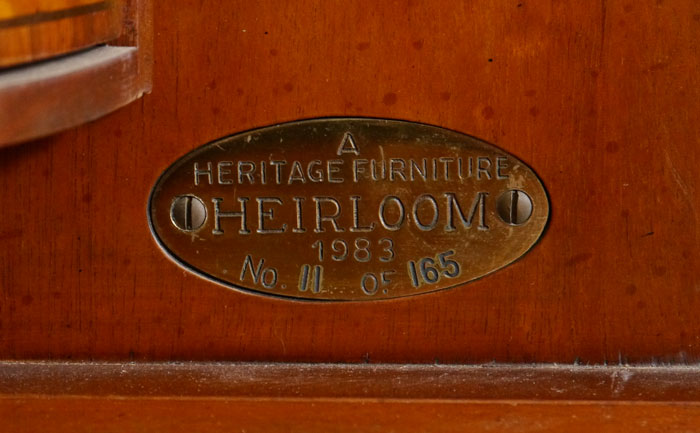 A
HERITAGE FURNITURE
HEIRLOOM
1983
No. 11 OF 165